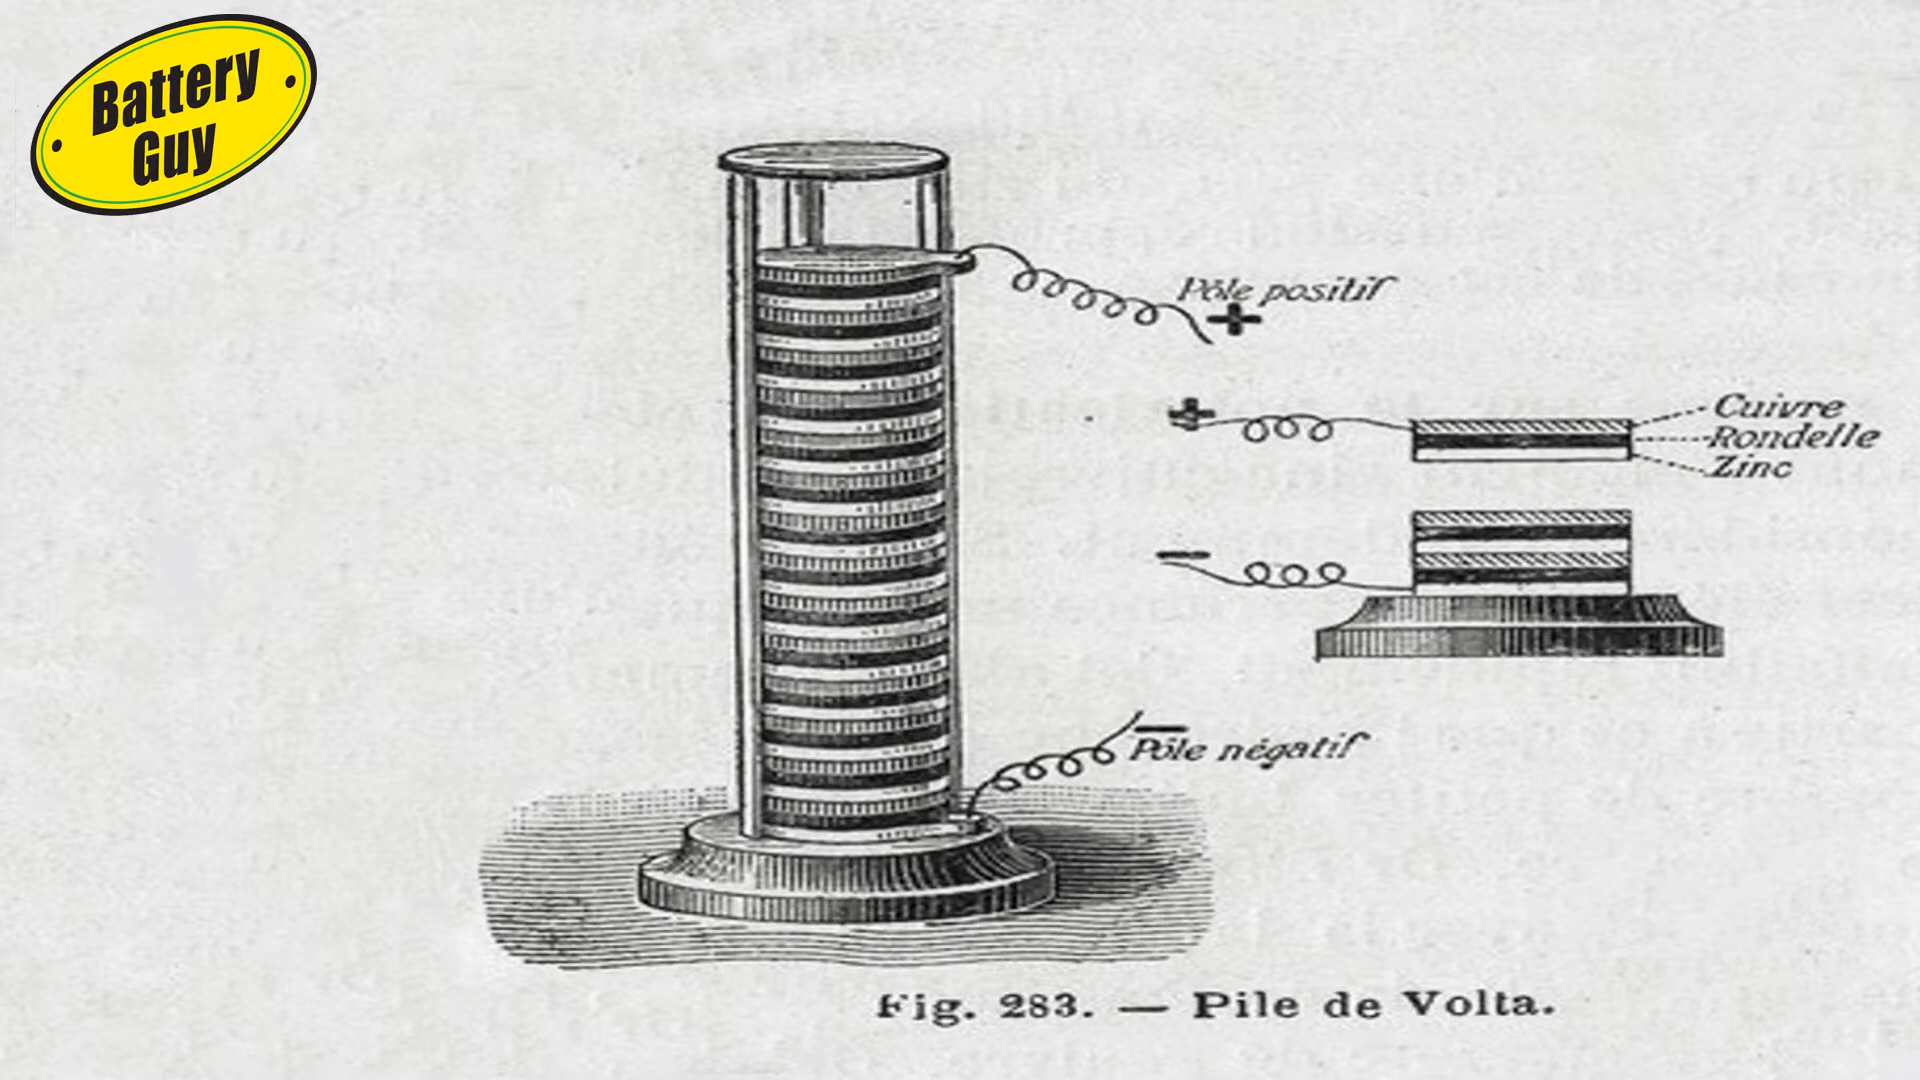 Battery
Guy
Pôle positif
+
+
Cuivre
Rondelle
Zinc
−
−
Pôle négatif
Fig. 283. — Pile de Volta.